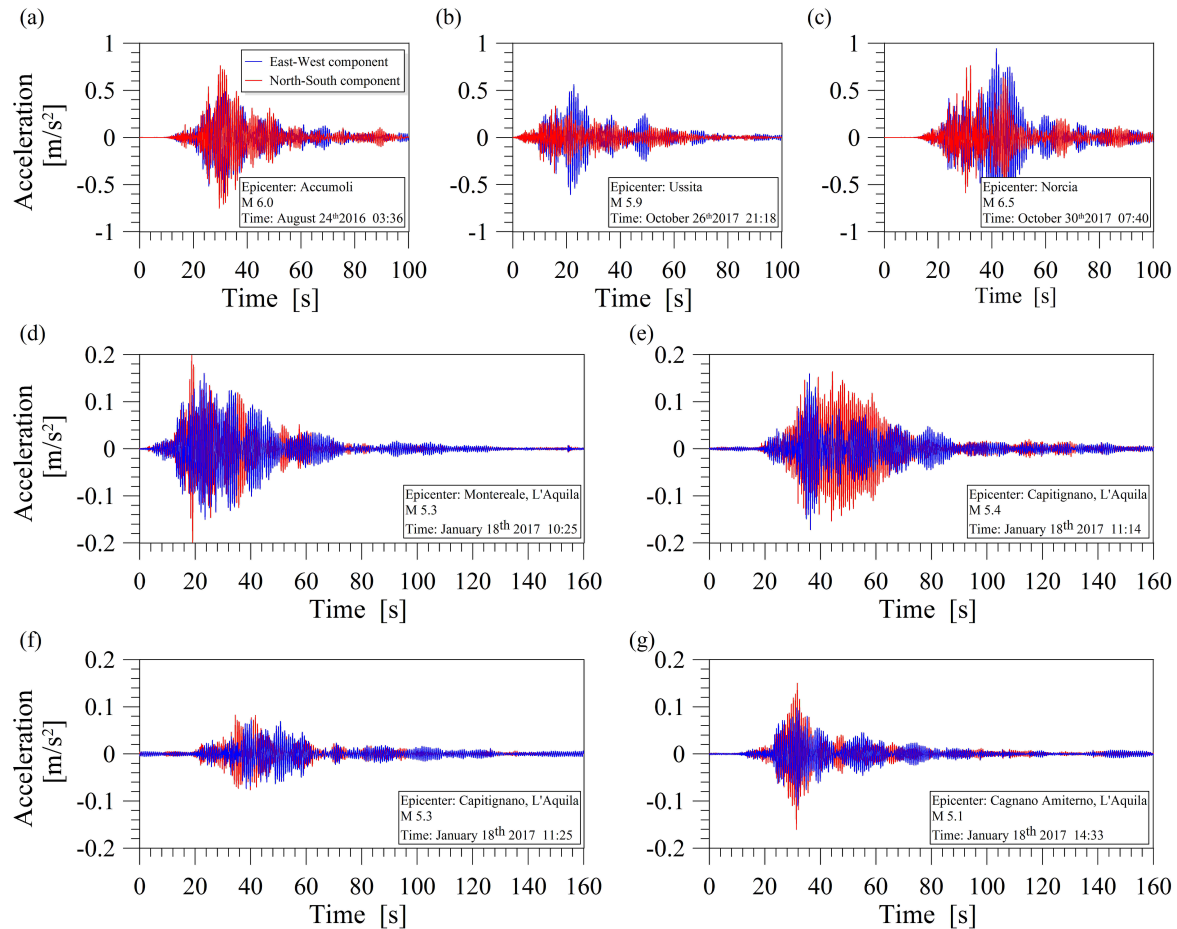 (a)
(b)
(c)
1
0.5
0
-0.5
-1
Acceleration
[m/s²]
East-West component
North-South component
Epicenter: Accumoli
M 6.0
Time: August 24th2016 03:36
0 20 40 60 80 100
Time [s]
1
0.5
0
-0.5
1
Epicenter: Ussita
M 5.9
Time: October 26th2017 21:18
0 20 40 60 80 100
Time [s]
1
0.5
0
-0.5
-1
Acceleration
[m/s²]
Epicenter: Norcia
M 6.5
Time: October 30th2017 07:40
0 20 40 60 80 100
Time [s]
(d)
0.2
0.1
0
-0.1
-0.2
Acceleration
[m/s²]
Epicenter: Montereale, L'Aquila
M 5.3
Time: January 18th 2017 10:25
0 20 40 60 80 100 120 140 160
Time [s]
(e)
0.2
0.1
0
-0.1
-0.2
Acceleration
[m/s²]
Epicenter: Capitignano, L'Aquila
M 5.4
Time: January 18th 2017 11:14
0 20 40 60 80 100 120 140 160
Time [s]
(f)
0.2
0.1
0
-0.1
-0.2
Acceleration
[m/s²]
Epicenter: Capitignano, L'Aquila
M 5.3
Time: January 18th 2017 11:25
0 20 40 60 80 100 120 140 160
Time [s]
(g)
0.2
0.1
0
-0.1
-0.2
Acceleration
[m/s²]
Epicenter: Cagnano Amiterno, L'Aquila
M 5.1
Time: January 18th 2017 14:33
0 20 40 60 80 100 120 140 160
Time [s]